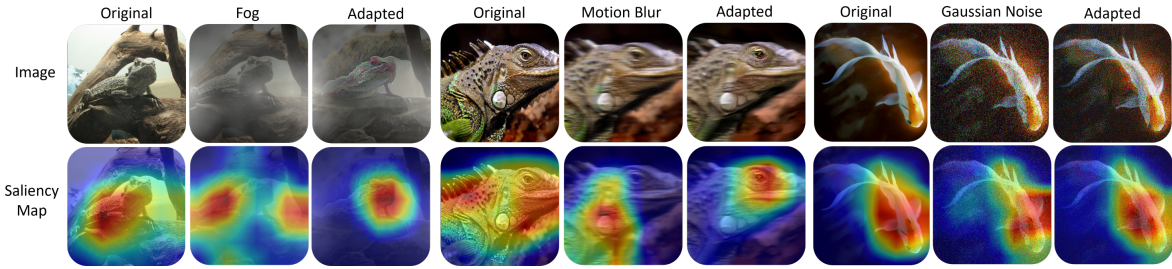 Original Fog Adapted Original Motion Blur Adapted Original Gaussian Noise Adapted
Image
Saliency
Map